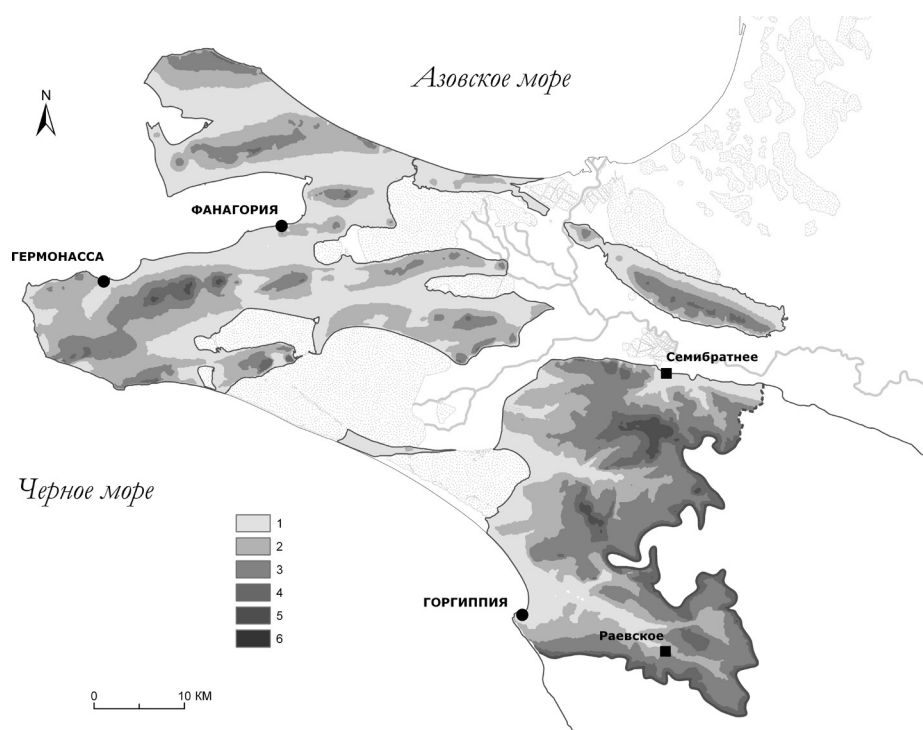 Азовское море
N
ФАНАГОРИЯ
ГЕРМОНАССА
Семибратнее
Черное море
1
2
3
4
5
6
ГОРГИППИЯ
Раевское
0 10 КМ